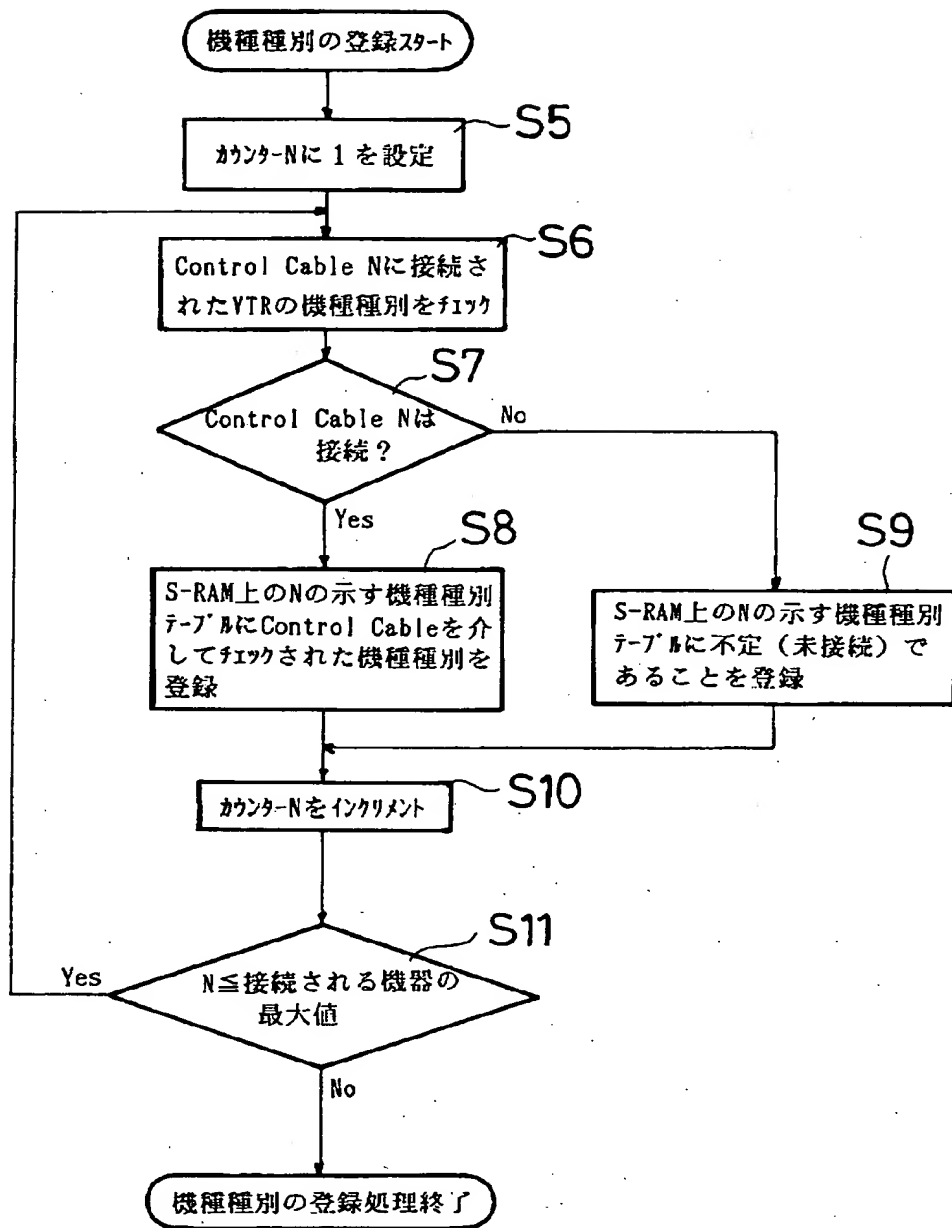 機種種別の登録スタート
S5
カウンターNに1を設定
S6
Control Cable Nに接続さ
れたVTRの機種種別をチェック
S7
Control Cable Nは
接続?
No
Yes
S8
S-RAM上のNの示す機種種別
テーブルにControl Cableを介
してチェックされた機種種別を
登録
S9
S-RAM上のNの示す機種種別
テーブルに不定(未接続)で
あることを登録
S10
カウンターNをインクリメント
S11
Yes
N≦接続される機器の
最大値
No
機種種別の登録処理終了